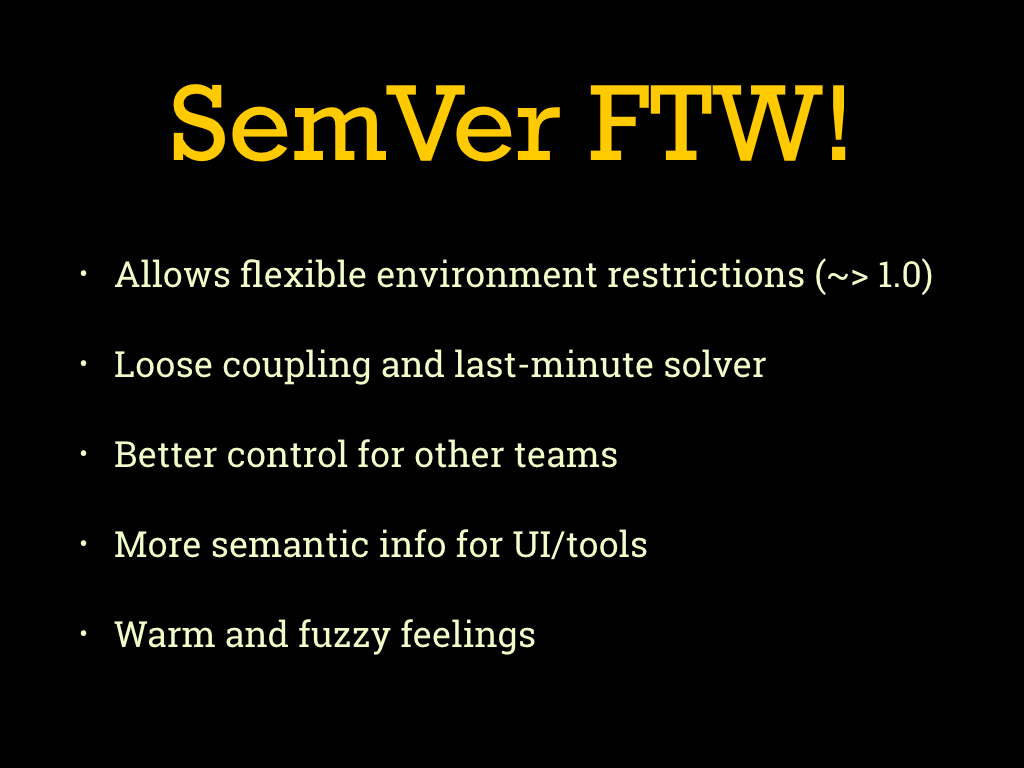 SemVer FTW!
• Allows flexible environment restrictions (~> 1.0)
• Loose coupling and last-minute solver
• Better control for other teams
• More semantic info for UI/tools
• Warm and fuzzy feelings